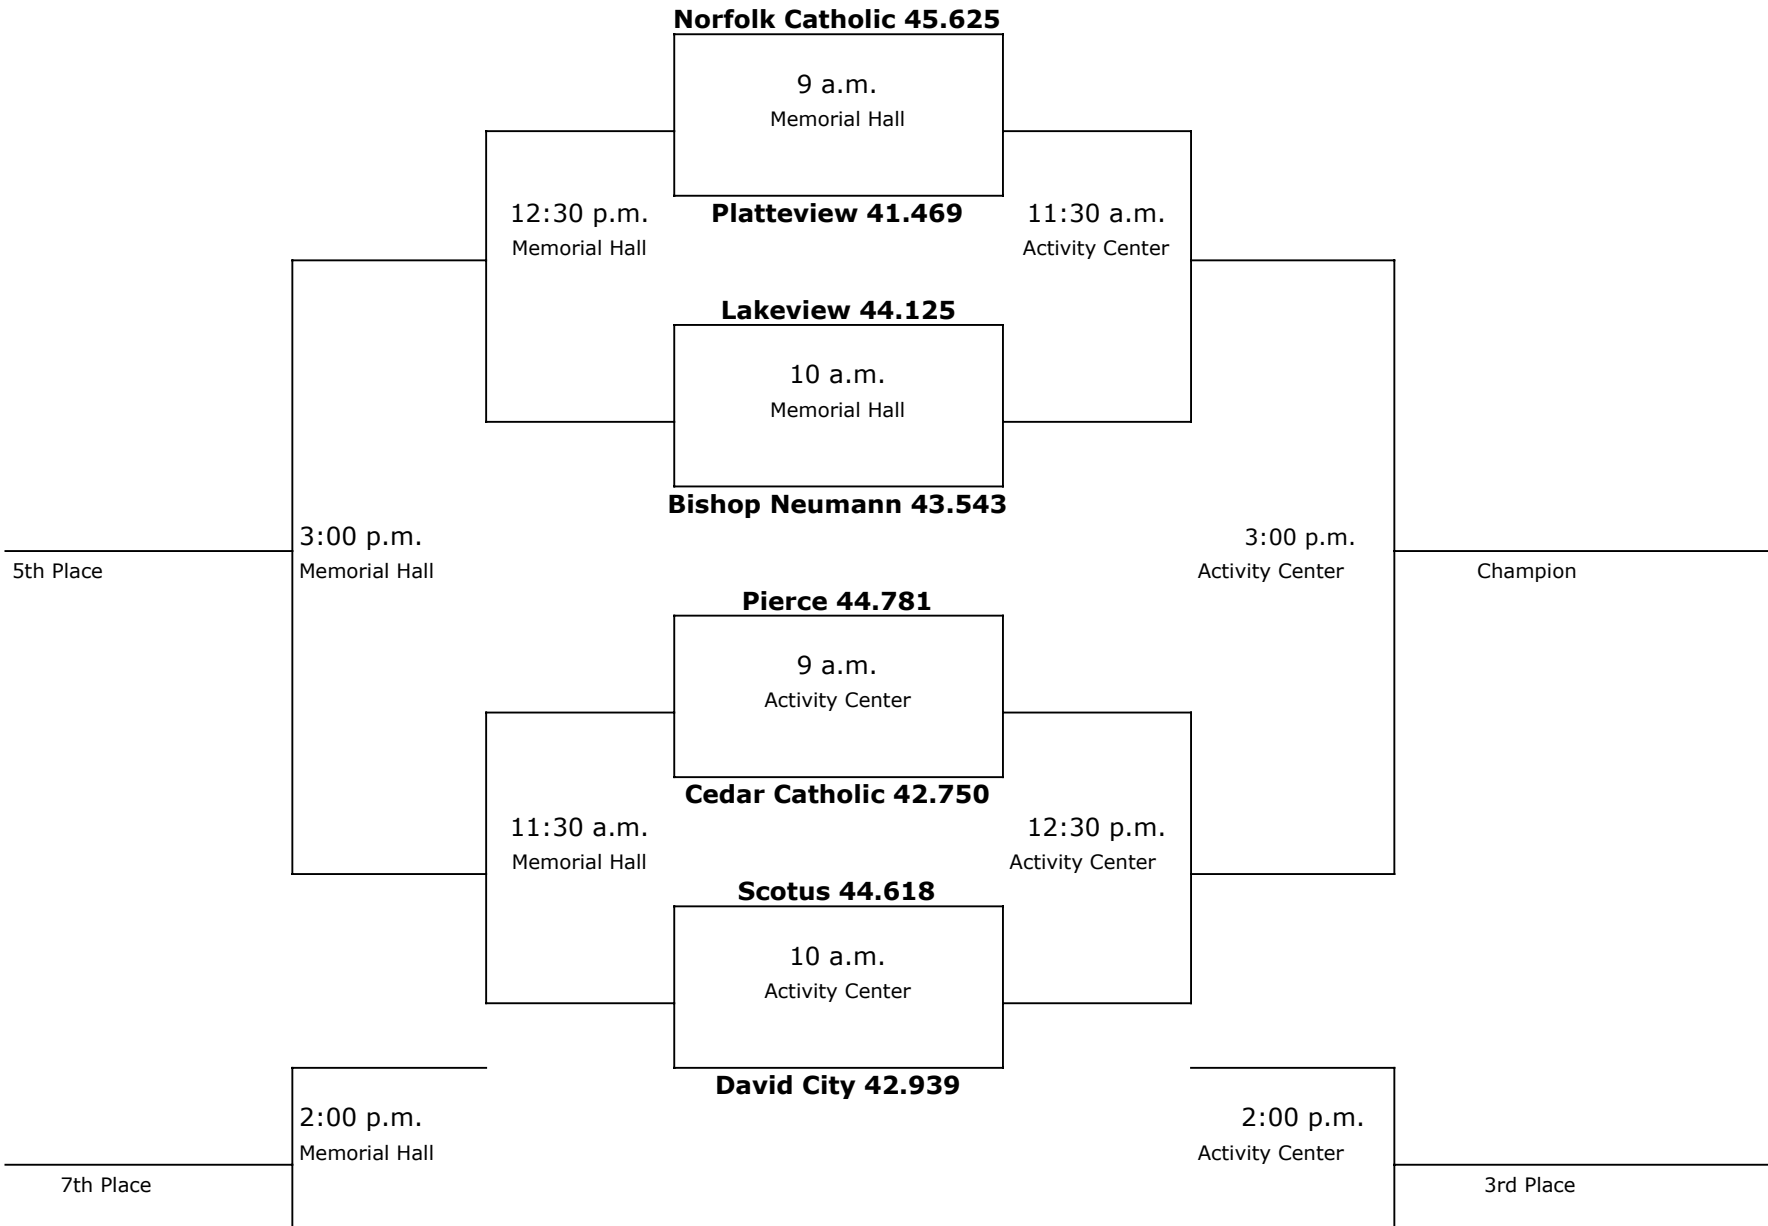 Norfolk Catholic 45.625
9 a.m.
Memorial Hall
12:30 p.m.
Memorial Hall
Platteview 41.469
11:30 a.m.
Activity Center
Lakeview 44.125
10 a.m.
Memorial Hall
Bishop Neumann 43.543
3:00 p.m.
Memorial Hall
5th Place
3:00 p.m.
Activity Center
Champion
Pierce 44.781
9 a.m.
Activity Center
Cedar Catholic 42.750
11:30 a.m.
Memorial Hall
12:30 p.m.
Activity Center
Scotus 44.618
10 a.m.
Activity Center
David City 42.939
2:00 p.m.
Memorial Hall
7th Place
2:00 p.m.
Activity Center
3rd Place